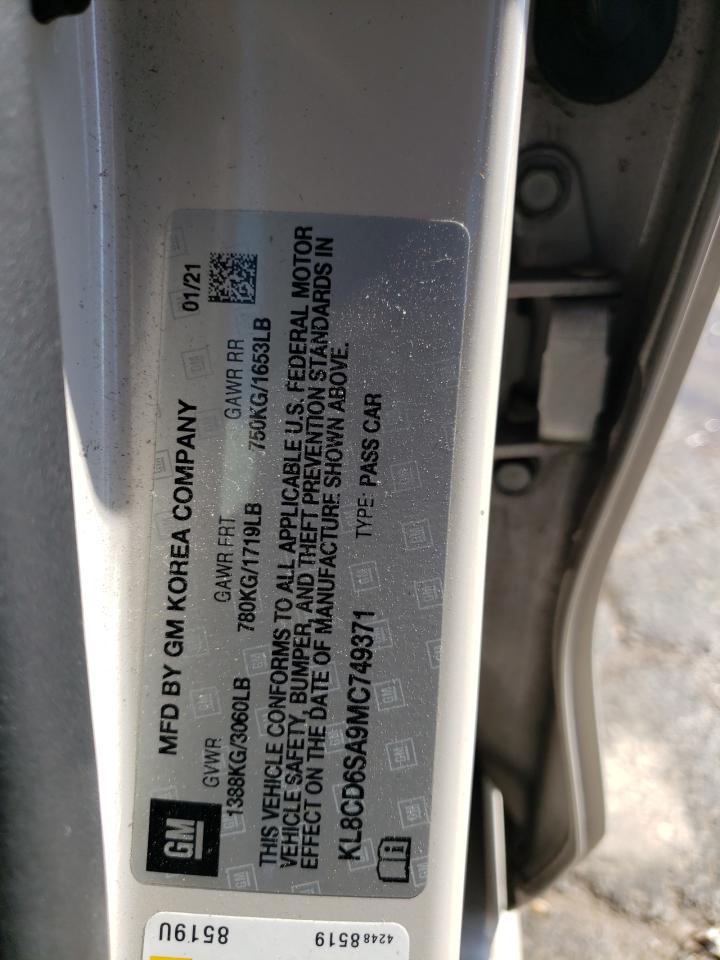 GM
MFD BY GM KOREA COMPANY 01/21
GVWR GAWR FRT GAWR RR
1388KG/3060LB 780KG/1719LB 750KG/1653LB
THIS VEHICLE CONFORMS TO ALL APPLICABLE U.S. FEDERAL MOTOR
VEHICLE SAFETY, BUMPER, AND THEFT PREVENTION STANDARDS IN
EFFECT ON THE DATE OF MANUFACTURE SHOWN ABOVE.
KL8CD6SA9MC749371 TYPE: PASS CAR
8519U
42488519